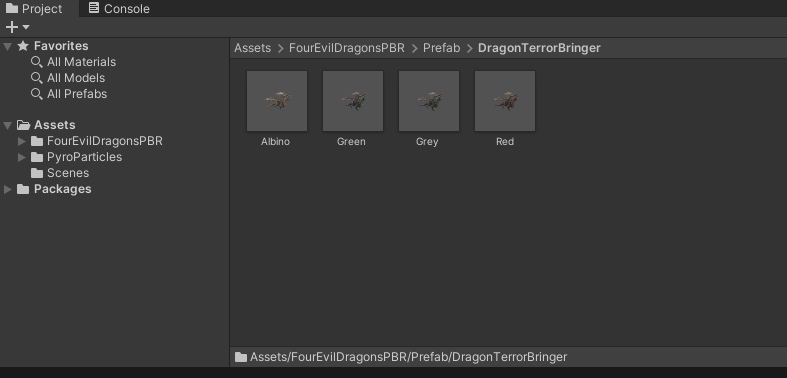 Project
Console
Favorites
All Materials
All Models
All Prefabs
Assets
FourEvilDragonsPBR
PyroParticles
Scenes
Packages
Assets > FourEvilDragonsPBR > Prefab > DragonTerrorBringer
Albino
Green
Grey
Red
Assets/FourEvilDragonsPBR/Prefab/DragonTerrorBringer